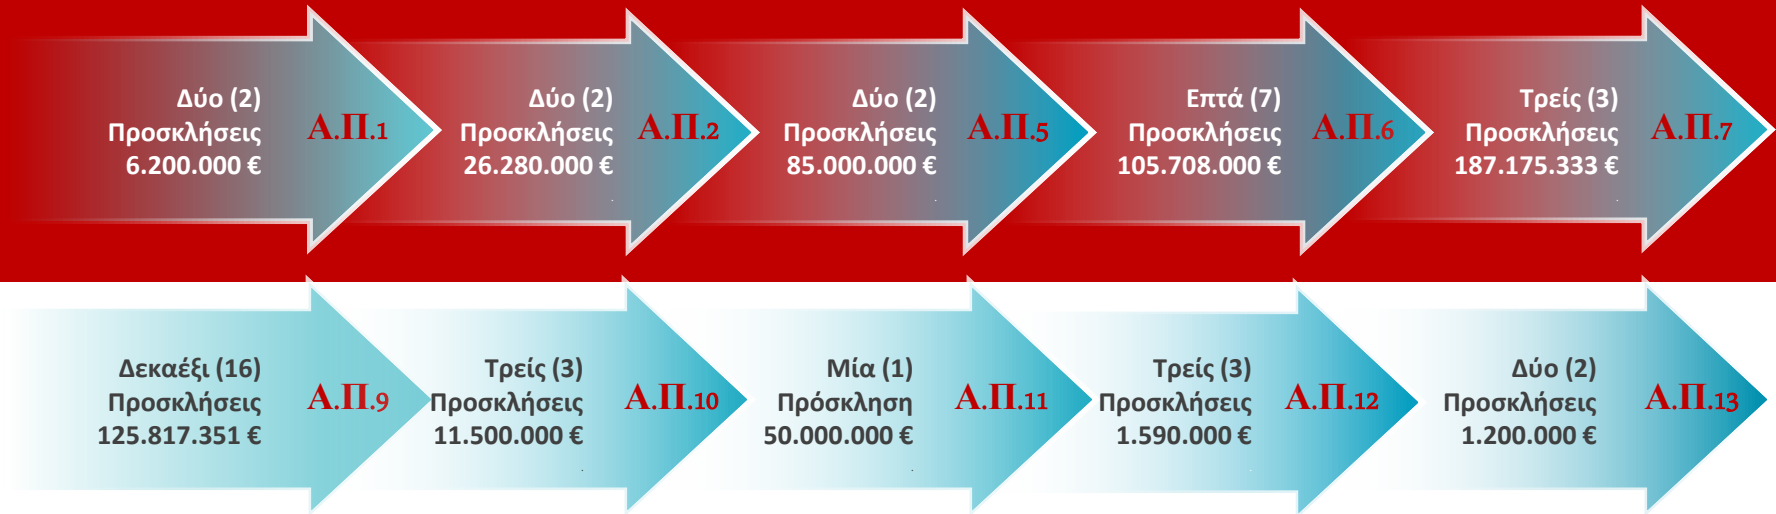 Δύο (2)
Προσκλήσεις
6.200.000 €
Α.Π.1
Δύο (2)
Προσκλήσεις
26.280.000 €
Α.Π.2
Δύο (2)
Προσκλήσεις
85.000.000 €
Α.Π.5
Επτά (7)
Προσκλήσεις
105.708.000 €
Α.Π.6
Τρείς (3)
Προσκλήσεις
187.175.333 €
Α.Π.7
Δεκαέξι (16)
Προσκλήσεις
125.817.351 €
Α.Π.9
Τρείς (3)
Προσκλήσεις
11.500.000 €
Α.Π.10
Μία (1)
Πρόσκληση
50.000.000 €
Α.Π.11
Τρείς (3)
Προσκλήσεις
1.590.000 €
Α.Π.12
Δύο (2)
Προσκλήσεις
1.200.000 €
Α.Π.13